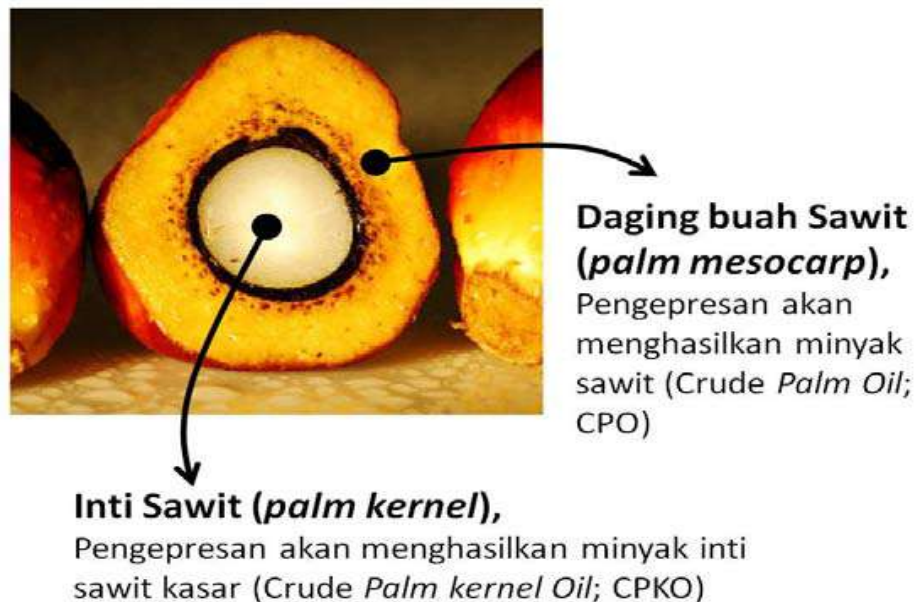 Daging buah Sawit
(palm mesocarp),
Pengepresan akan
menghasilkan minyak
sawit (Crude Palm Oil;
CPO)
Inti Sawit (palm kernel),
Pengepresan akan menghasilkan minyak inti
sawit kasar (Crude Palm kernel Oil; CPKO)